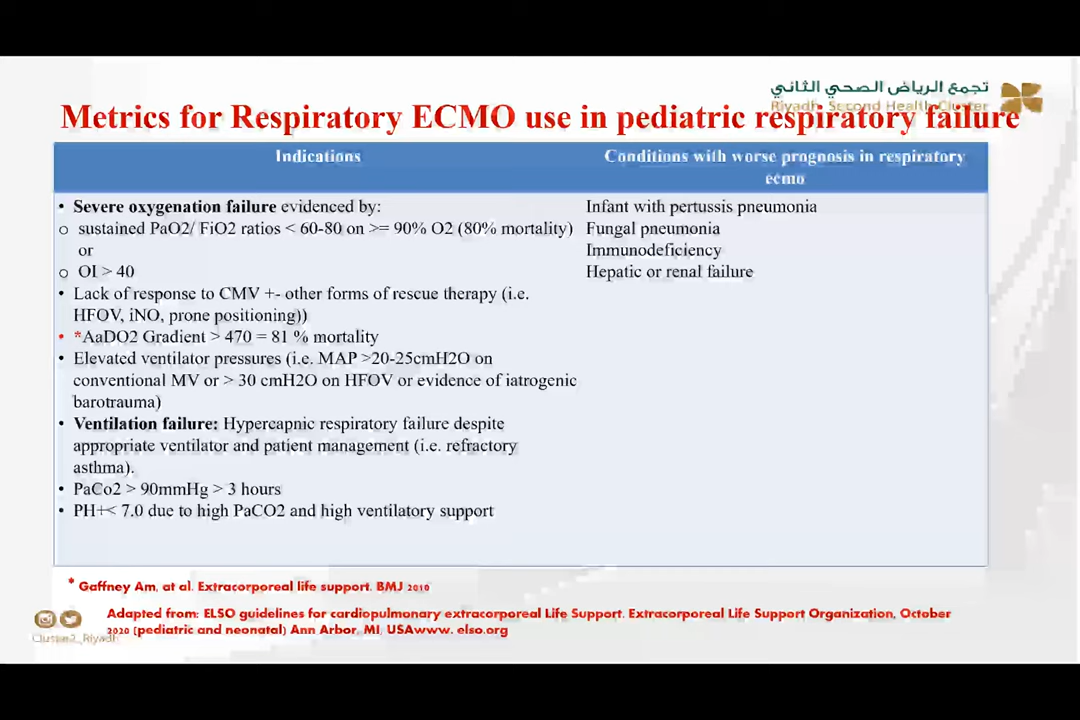 تجمع الرياض الصحي الثاني
Riyadh Second Health Cluster
Metrics for Respiratory ECMO use in pediatric respiratory failure
Indications
Conditions with worse prognosis in respiratory
ecmo
• Severe oxygenation failure evidenced by:
o sustained PaO2/ FiO2 ratios < 60-80 on >= 90% O2 (80% mortality)
or
o OI > 40
• Lack of response to CMV +- other forms of rescue therapy (i.e.
HFOV, iNO, prone positioning))
• *AaDO2 Gradient > 470 = 81 % mortality
• Elevated ventilator pressures (i.e. MAP >20-25cmH2O on
conventional MV or > 30 cmH2O on HFOV or evidence of iatrogenic
barotrauma)
• Ventilation failure: Hypercapnic respiratory failure despite
appropriate ventilator and patient management (i.e. refractory
asthma).
• PaCo2 > 90mmHg > 3 hours
• PH+< 7.0 due to high PaCO2 and high ventilatory support
Infant with pertussis pneumonia
Fungal pneumonia
Immunodeficiency
Hepatic or renal failure
* Gaffney Am, at al. Extracorporeal life support. BMJ 2010
Adapted from: ELSO guidelines for cardiopulmonary extracorporeal Life Support. Extracorporeal Life Support Organization, October
2020 (pediatric and neonatal) Ann Arbor, MI, USAwww. elso.org
Cluster2_Riyadh